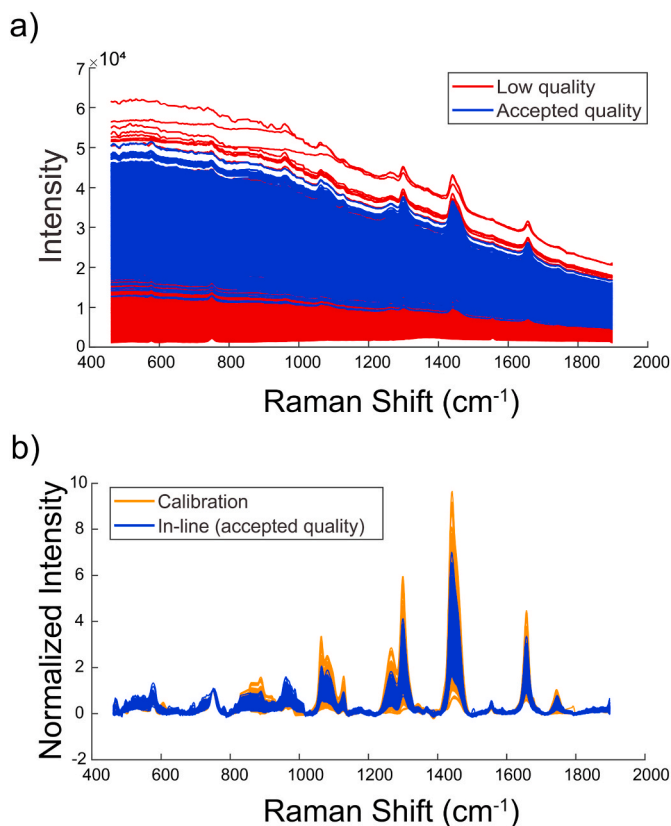 a)
×10⁴
7
6
5
4
3
2
1
0
Intensity
Low quality
Accepted quality
400 600 800 1000 1200 1400 1600 1800 2000
Raman Shift (cm⁻¹)
b)
10
8
6
4
2
0
-2
Normalized Intensity
Calibration
In-line (accepted quality)
400 600 800 1000 1200 1400 1600 1800 2000
Raman Shift (cm⁻¹)